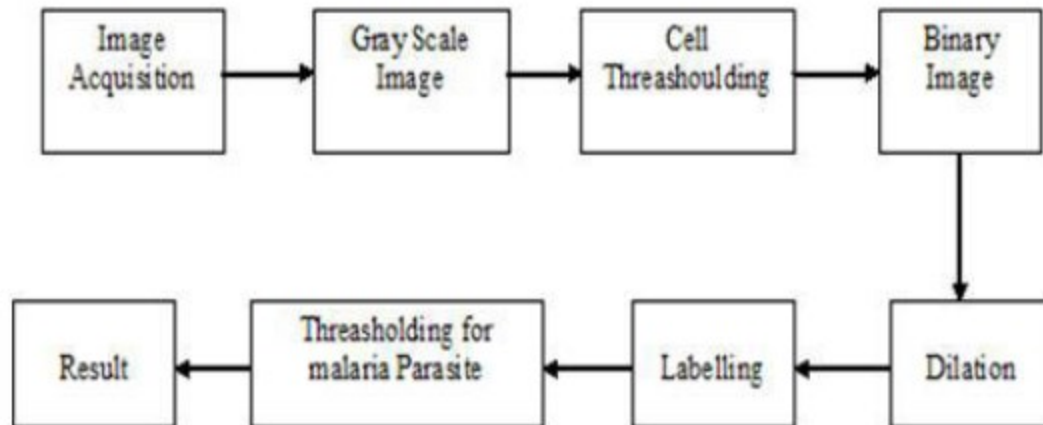 Image
Acquisition
Gray Scale
Image
Cell
Threashoulding
Binary
Image
Result
Threasholding for
malaria Parasite
Labelling
Dilation